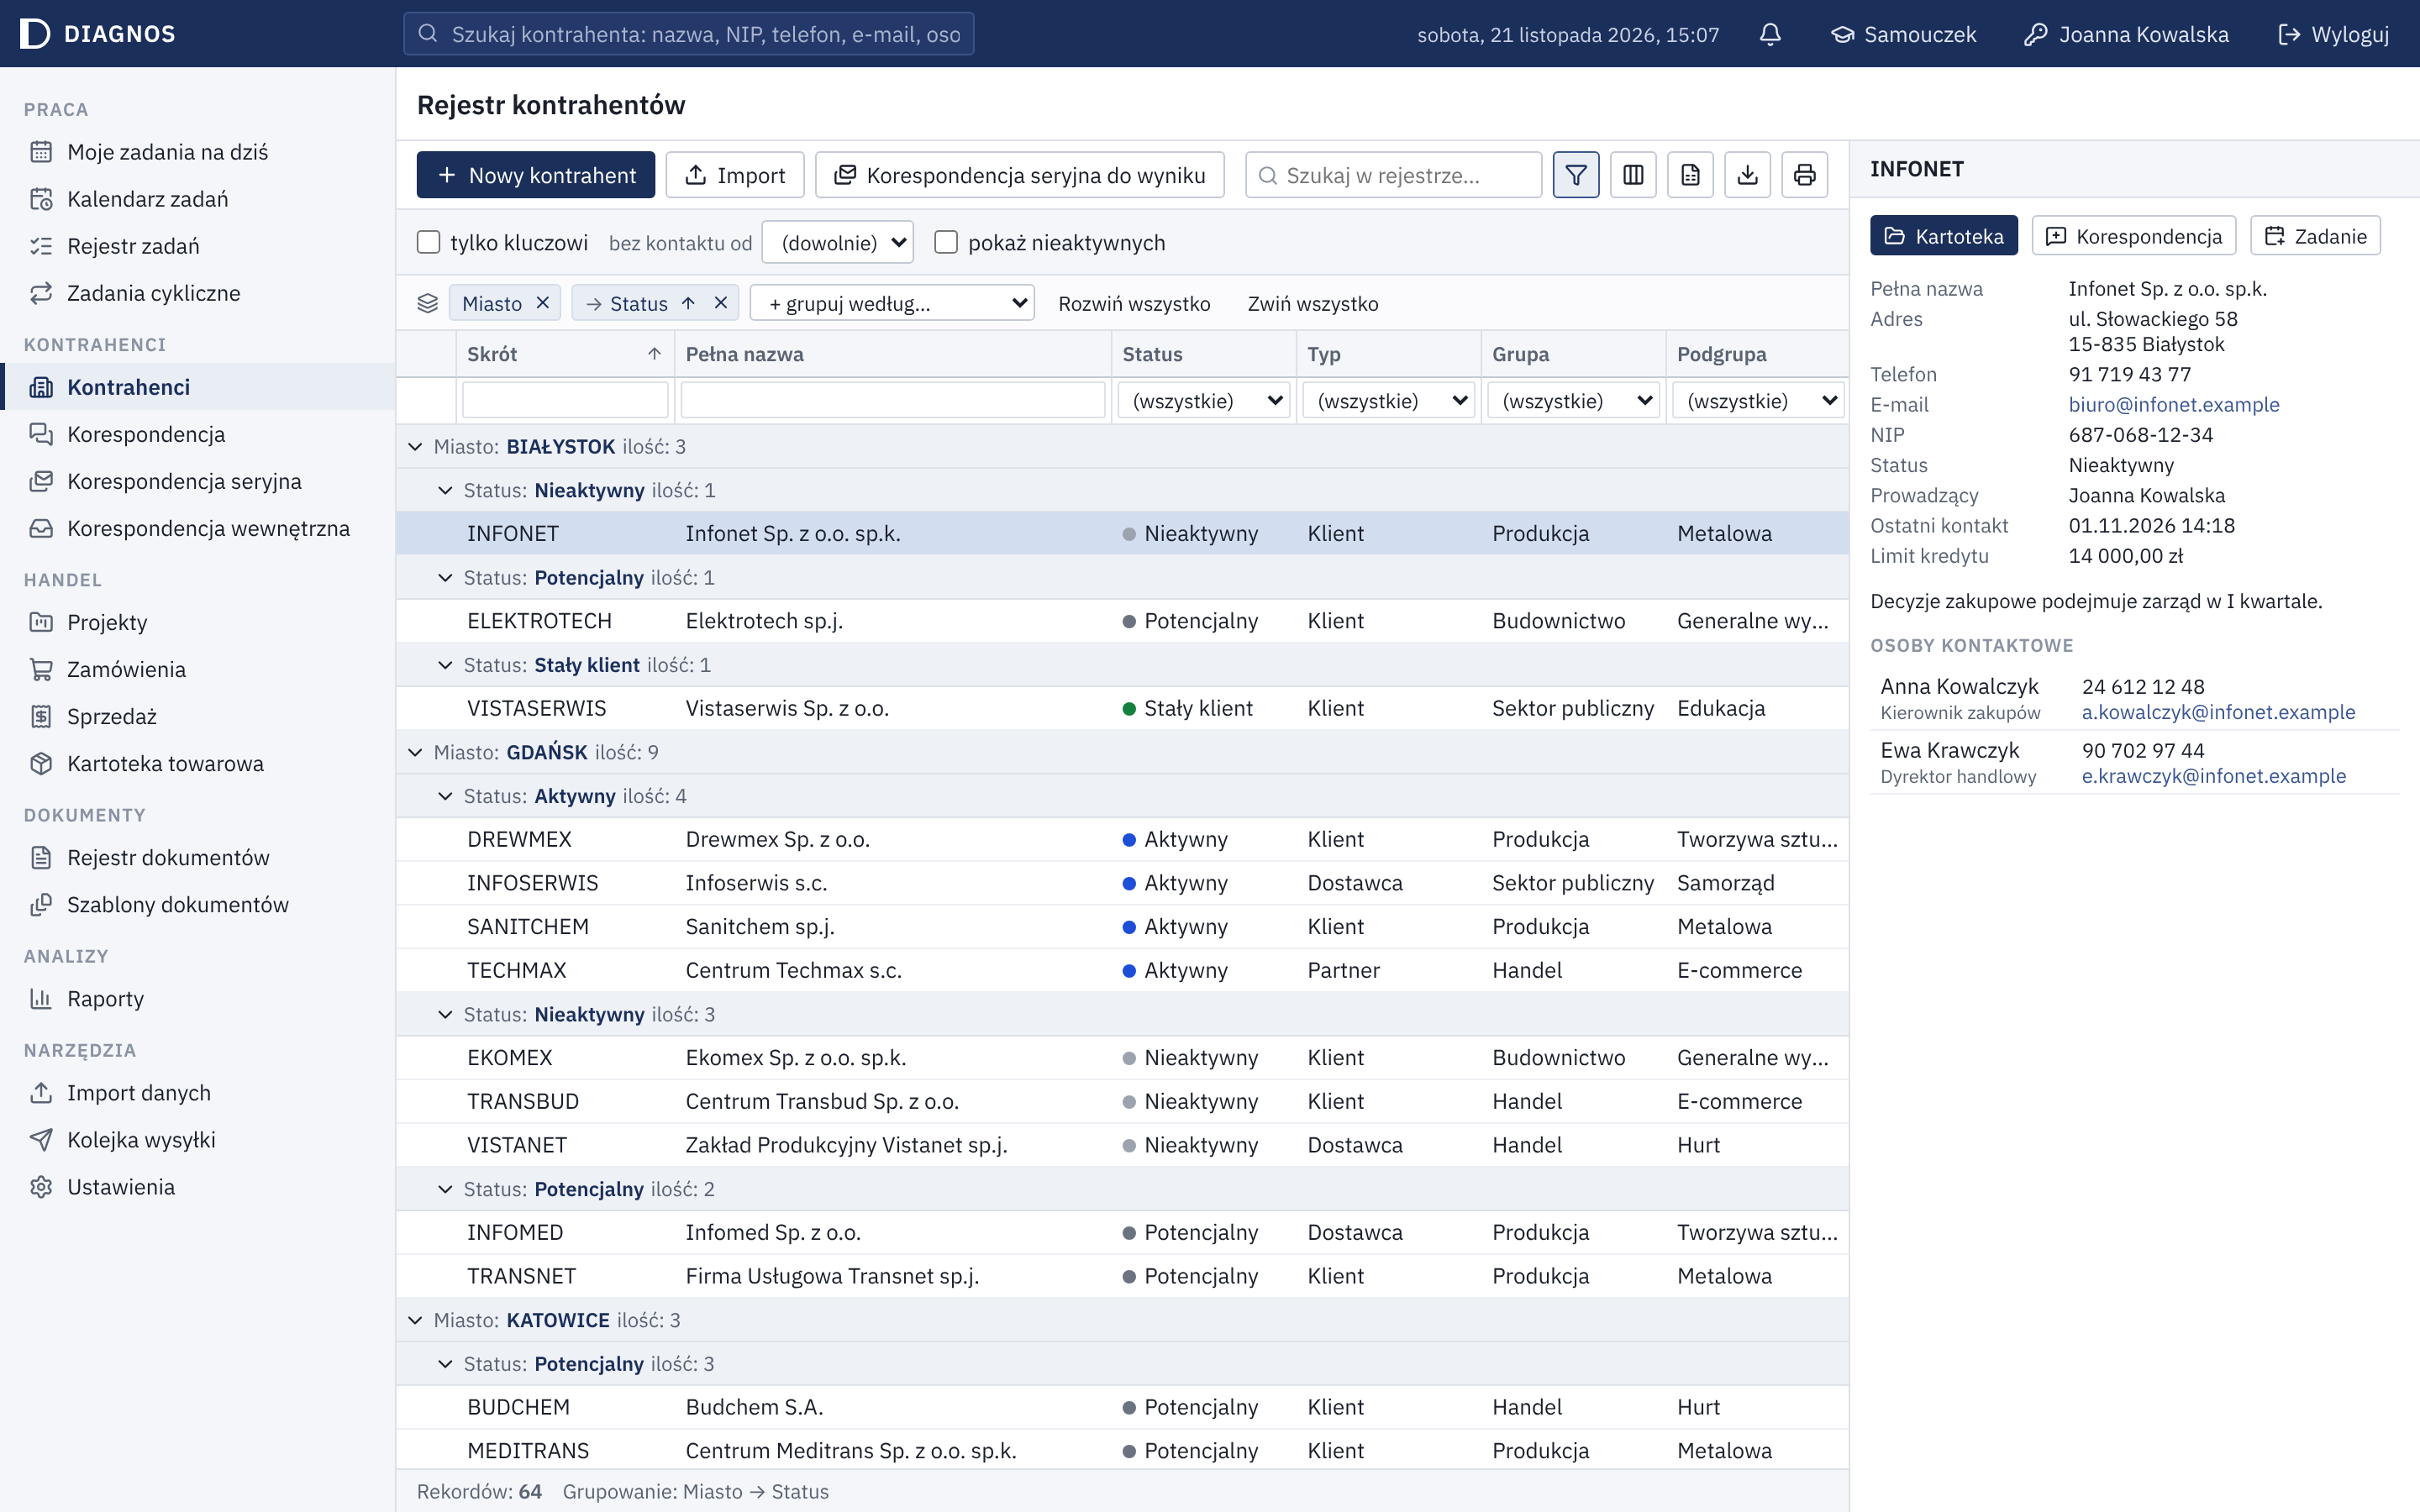 DIAGNOS
Szukaj kontrahenta: nazwa, NIP, telefon, e-mail, oso
sobota, 21 listopada 2026, 15:07
Samouczek
Joanna Kowalska
Wyloguj
PRACA
Moje zadania na dziś
Kalendarz zadań
Rejestr zadań
Zadania cykliczne
KONTRAHENCI
Kontrahenci
Korespondencja
Korespondencja seryjna
Korespondencja wewnętrzna
HANDEL
Projekty
Zamówienia
Sprzedaż
Kartoteka towarowa
DOKUMENTY
Rejestr dokumentów
Szablony dokumentów
ANALIZY
Raporty
NARZĘDZIA
Import danych
Kolejka wysyłki
Ustawienia
Rejestr kontrahentów
Nowy kontrahent
Import
Korespondencja seryjna do wyniku
Szukaj w rejestrze...
tylko kluczowi bez kontaktu od (dowolnie) pokaż nieaktywnych
Miasto → Status ↑ + grupuj według... Rozwiń wszystko Zwiń wszystko
Skrót ↑ Pełna nazwa Status Typ Grupa Podgrupa
(wszystkie) (wszystkie) (wszystkie) (wszystkie)
Miasto: BIAŁYSTOK ilość: 3
Status: Nieaktywny ilość: 1
INFONET Infonet Sp. z o.o. sp.k. Nieaktywny Klient Produkcja Metalowa
Status: Potencjalny ilość: 1
ELEKTROTECH Elektrotech sp.j. Potencjalny Klient Budownictwo Generalne wy...
Status: Stały klient ilość: 1
VISTASERWIS Vistaserwis Sp. z o.o. Stały klient Klient Sektor publiczny Edukacja
Miasto: GDAŃSK ilość: 9
Status: Aktywny ilość: 4
DREWMEX Drewmex Sp. z o.o. Aktywny Klient Produkcja Tworzywa sztu...
INFOSERWIS Infoserwis s.c. Aktywny Dostawca Sektor publiczny Samorząd
SANITCHEM Sanitchem sp.j. Aktywny Klient Produkcja Metalowa
TECHMAX Centrum Techmax s.c. Aktywny Partner Handel E-commerce
Status: Nieaktywny ilość: 3
EKOMEX Ekomex Sp. z o.o. sp.k. Nieaktywny Klient Budownictwo Generalne wy...
TRANSBUD Centrum Transbud Sp. z o.o. Nieaktywny Klient Handel E-commerce
VISTANET Zakład Produkcyjny Vistanet sp.j. Nieaktywny Dostawca Handel Hurt
Status: Potencjalny ilość: 2
INFOMED Infomed Sp. z o.o. Potencjalny Dostawca Produkcja Tworzywa sztu...
TRANSNET Firma Usługowa Transnet sp.j. Potencjalny Klient Produkcja Metalowa
Miasto: KATOWICE ilość: 3
Status: Potencjalny ilość: 3
BUDCHEM Budchem S.A. Potencjalny Klient Handel Hurt
MEDITRANS Centrum Meditrans Sp. z o.o. sp.k. Potencjalny Klient Produkcja Metalowa
Rekordów: 64 Grupowanie: Miasto → Status
INFONET
Kartoteka
Korespondencja
Zadanie
Pełna nazwa Infonet Sp. z o.o. sp.k.
Adres ul. Słowackiego 58
15-835 Białystok
Telefon 91 719 43 77
E-mail biuro@infonet.example
NIP 687-068-12-34
Status Nieaktywny
Prowadzący Joanna Kowalska
Ostatni kontakt 01.11.2026 14:18
Limit kredytu 14 000,00 zł
Decyzje zakupowe podejmuje zarząd w I kwartale.
OSOBY KONTAKTOWE
Anna Kowalczyk 24 612 12 48
Kierownik zakupów a.kowalczyk@infonet.example
Ewa Krawczyk 90 702 97 44
Dyrektor handlowy e.krawczyk@infonet.example